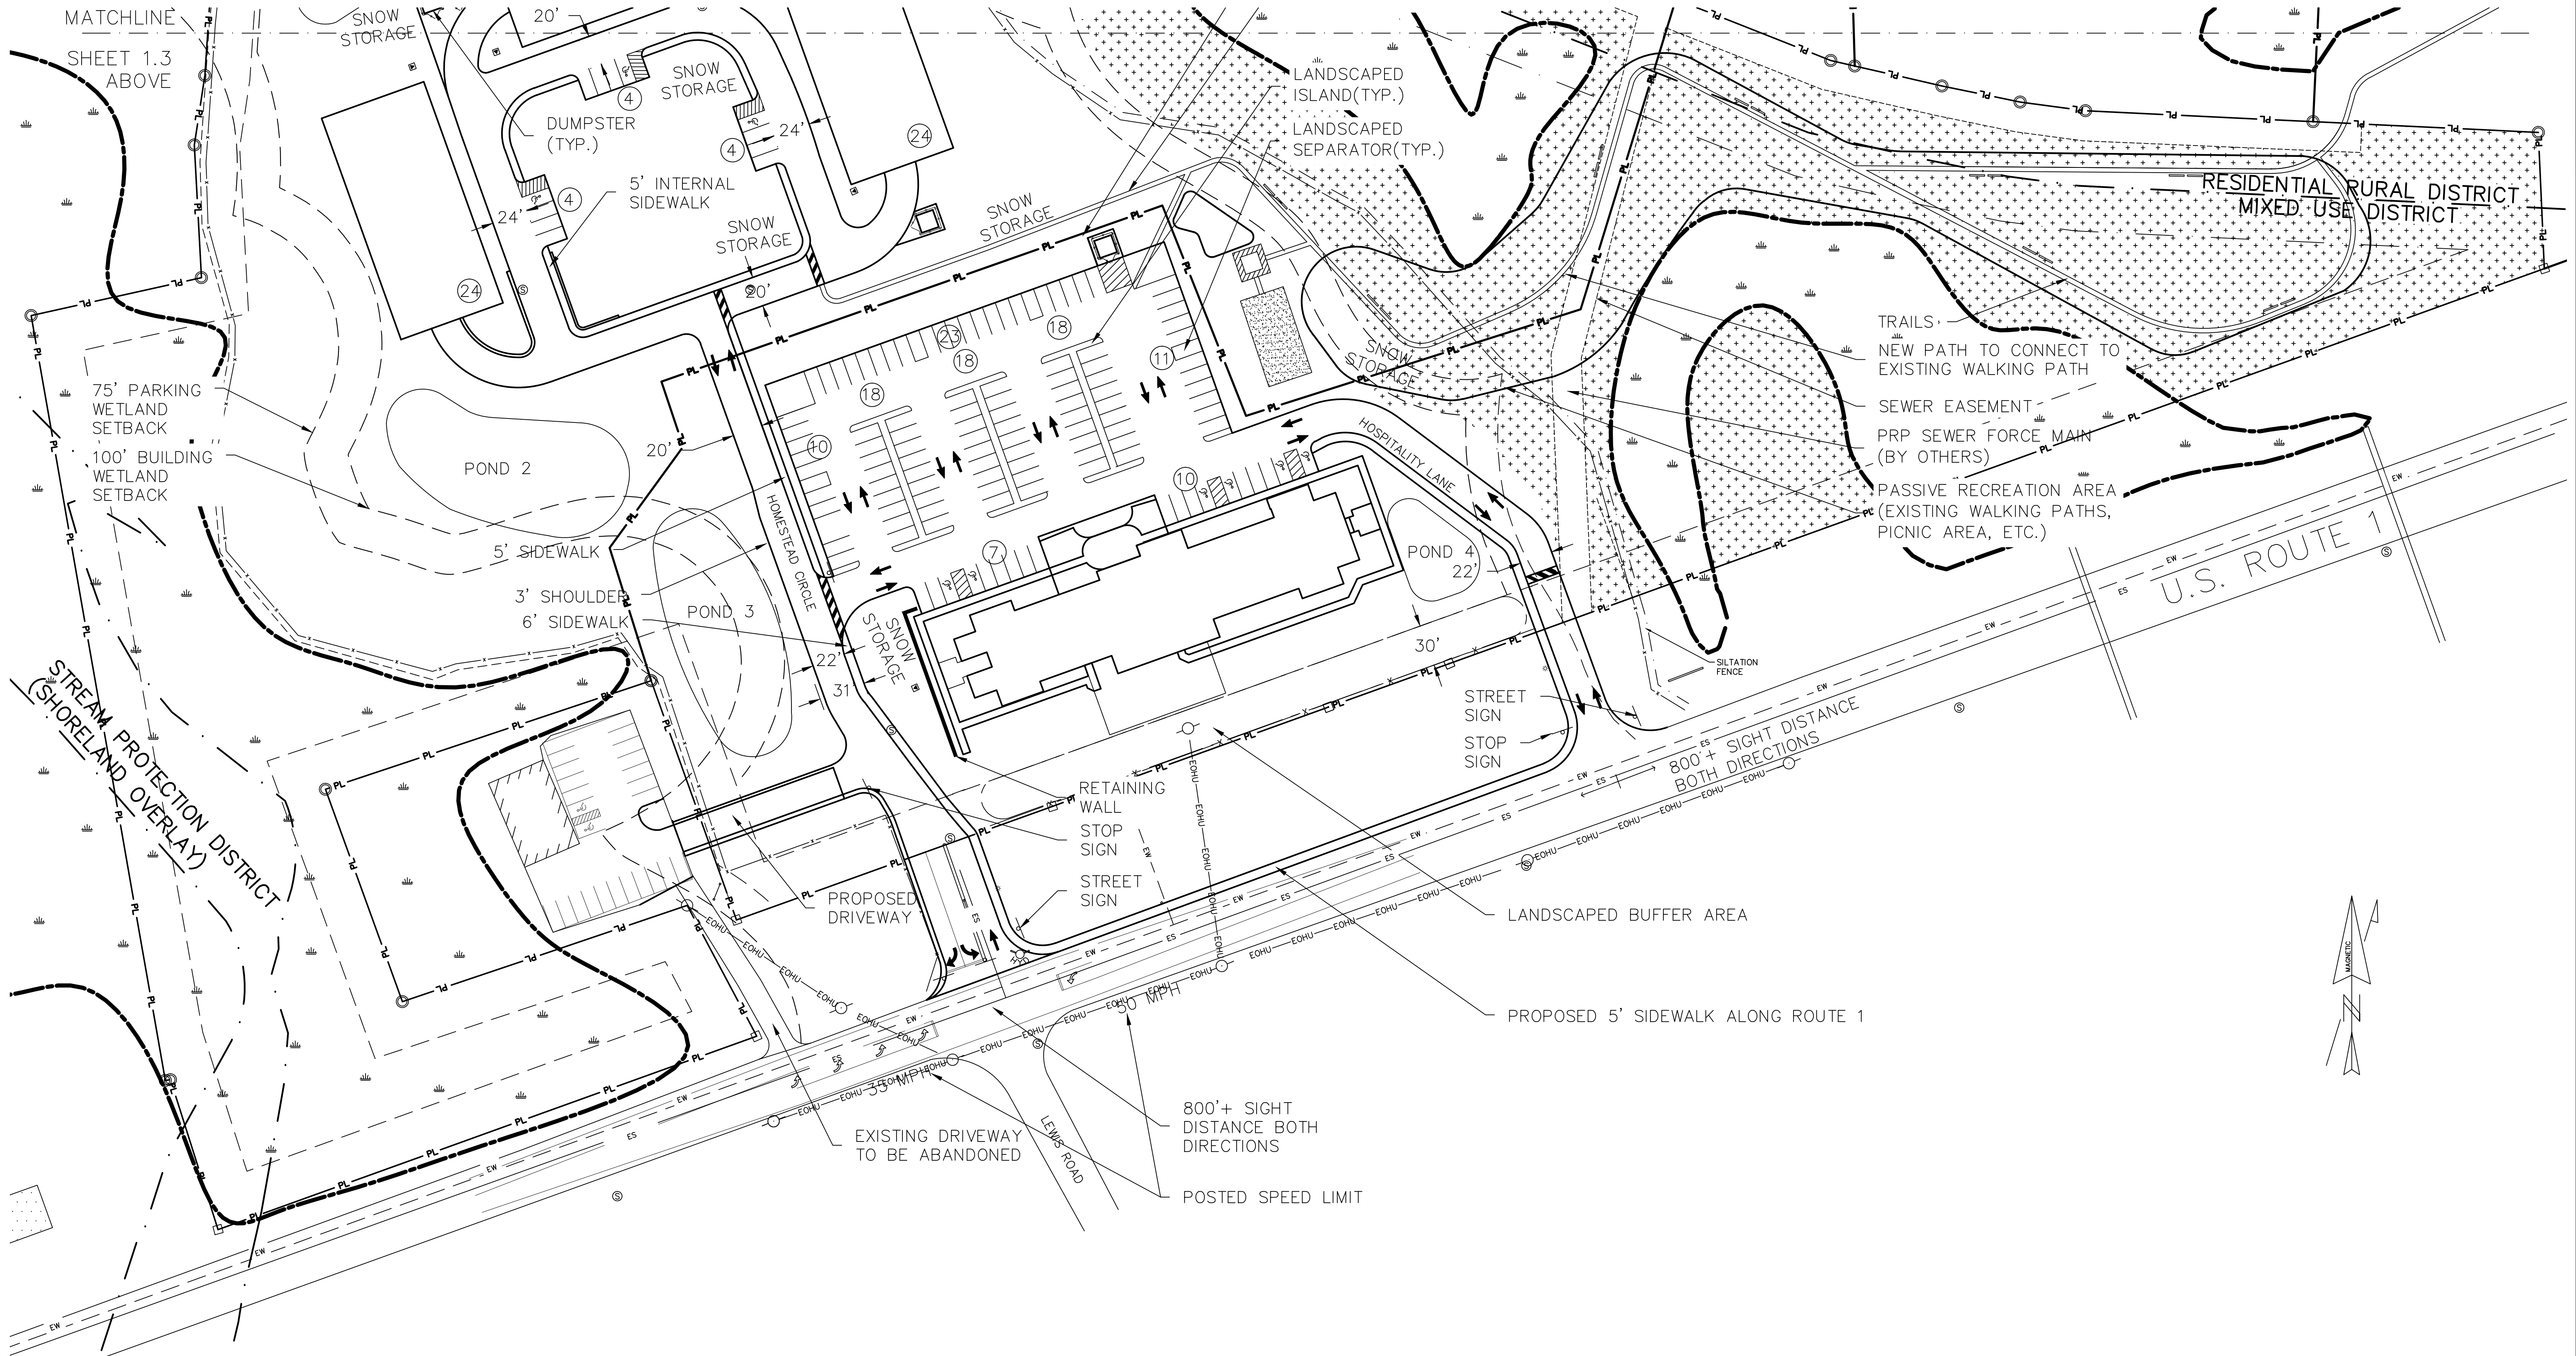 MATCHLINE
SHEET 1.3
ABOVE
SNOW
STORAGE
20'
4
SNOW
STORAGE
DUMPSTER
(TYP.)
24'
4
24
LANDSCAPED
ISLAND(TYP.)
LANDSCAPED
SEPARATOR(TYP.)
5' INTERNAL
SIDEWALK
4
24'
SNOW
STORAGE
SNOW
STORAGE
RESIDENTIAL RURAL DISTRICT
MIXED USE DISTRICT
24
20'
23
18
18
18
11
10
10
7
SNOW
STORAGE
TRAILS
NEW PATH TO CONNECT TO
EXISTING WALKING PATH
SEWER EASEMENT
PRP SEWER FORCE MAIN
(BY OTHERS)
PASSIVE RECREATION AREA
(EXISTING WALKING PATHS,
PICNIC AREA, ETC.)
75' PARKING
WETLAND
SETBACK
100' BUILDING
WETLAND
SETBACK
POND 2
20'
HOSPITALITY LANE
HOMESTEAD CIRCLE
5' SIDEWALK
3' SHOULDER
6' SIDEWALK
POND 3
POND 4
22'
U.S. ROUTE 1
SNOW
STORAGE
22'
31'
30'
SILTATION
FENCE
STREET
SIGN
STOP
SIGN
800'+ SIGHT DISTANCE
BOTH DIRECTIONS
STREAM PROTECTION DISTRICT
(SHORELAND OVERLAY)
RETAINING
WALL
STOP
SIGN
STREET
SIGN
PROPOSED
DRIVEWAY
LANDSCAPED BUFFER AREA
PROPOSED 5' SIDEWALK ALONG ROUTE 1
50 MPH
35 MPH
LEWIS ROAD
EXISTING DRIVEWAY
TO BE ABANDONED
800'+ SIGHT
DISTANCE BOTH
DIRECTIONS
POSTED SPEED LIMIT
MAGNETIC
N
PL
EW
ES
EOHU
HYD
S